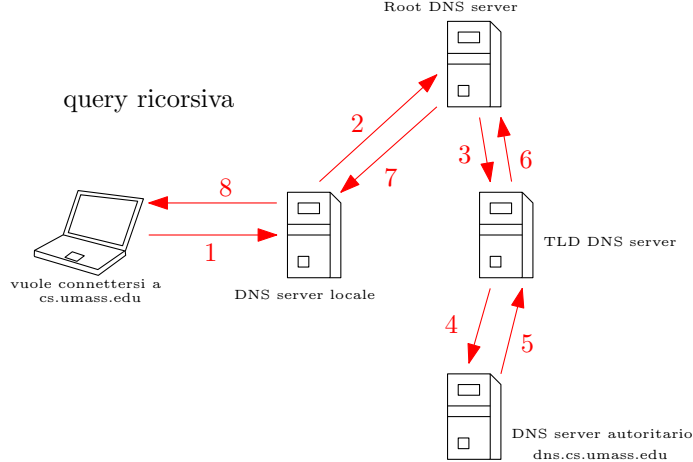 Root DNS server
query ricorsiva
2
7
3
6
8
1
TLD DNS server
vuole connettersi a
cs.umass.edu
DNS server locale
4
5
DNS server autoritario
dns.cs.umass.edu